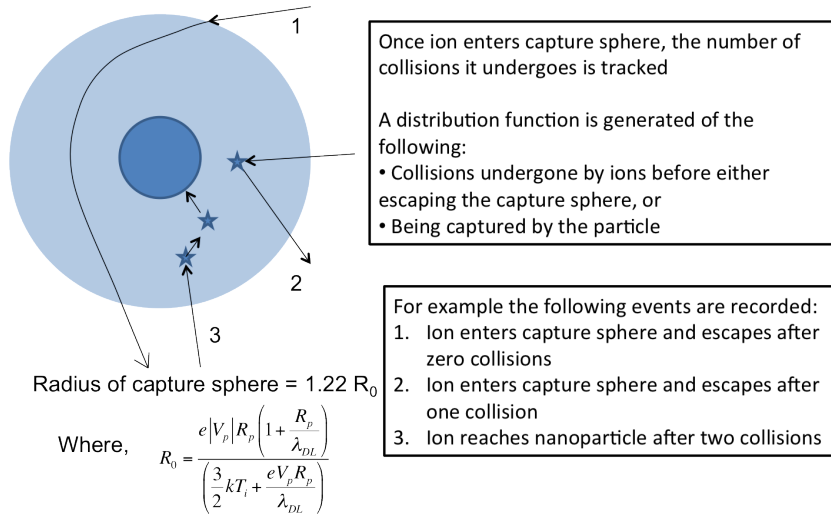 1
Once ion enters capture sphere, the number of
collisions it undergoes is tracked
A distribution function is generated of the
following:
• Collisions undergone by ions before either
escaping the capture sphere, or
• Being captured by the particle
2
3
For example the following events are recorded:
1. Ion enters capture sphere and escapes after
zero collisions
2. Ion enters capture sphere and escapes after
one collision
3. Ion reaches nanoparticle after two collisions
Radius of capture sphere = 1.22 R₀
Where, R₀ = e|Vₚ|Rₚ(1 + Rₚ/λ_DL) / (3/2 kTᵢ + eVₚRₚ/λ_DL)